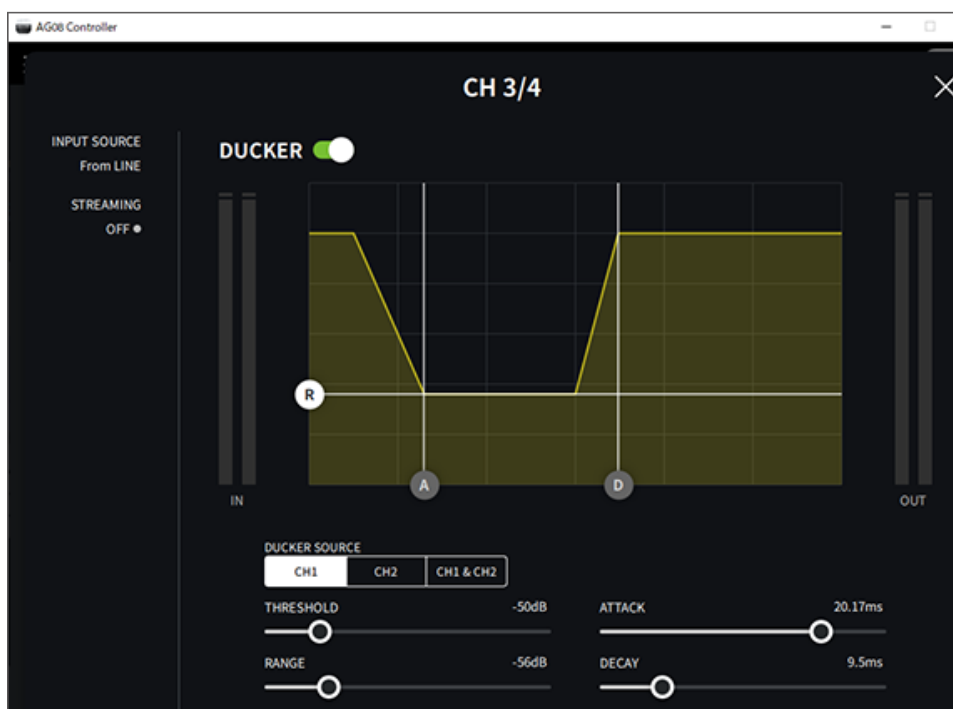 AG08 Controller
CH 3/4
INPUT SOURCE
From LINE
STREAMING
OFF
DUCKER
R
A
D
IN
OUT
DUCKER SOURCE
CH1
CH2
CH1 & CH2
THRESHOLD
-50dB
ATTACK
20.17ms
RANGE
-56dB
DECAY
9.5ms